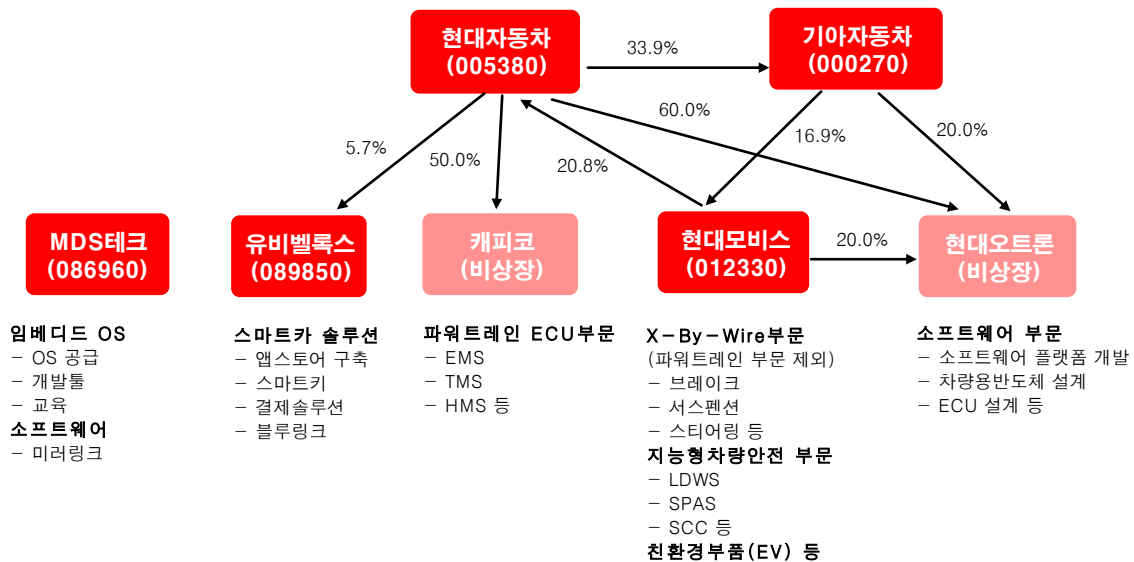 현대자동차
(005380)
33.9%
기아자동차
(000270)
5.7%
50.0%
20.8%
60.0%
16.9%
20.0%
MDS테크
(086960)
유비벨록스
(089850)
캐피코
(비상장)
현대모비스
(012330)
20.0%
현대오트론
(비상장)
임베디드 OS
- OS 공급
- 개발툴
- 교육
소프트웨어
- 미러링크
스마트카 솔루션
- 앱스토어 구축
- 스마트키
- 결제솔루션
- 블루링크
파워트레인 ECU부문
- EMS
- TMS
- HMS 등
X-By-Wire부문
(파워트레인 부문 제외)
- 브레이크
- 서스펜션
- 스티어링 등
지능형차량안전 부문
- LDWS
- SPAS
- SCC 등
친환경부품(EV) 등
소프트웨어 부문
- 소프트웨어 플랫폼 개발
- 차량용반도체 설계
- ECU 설계 등